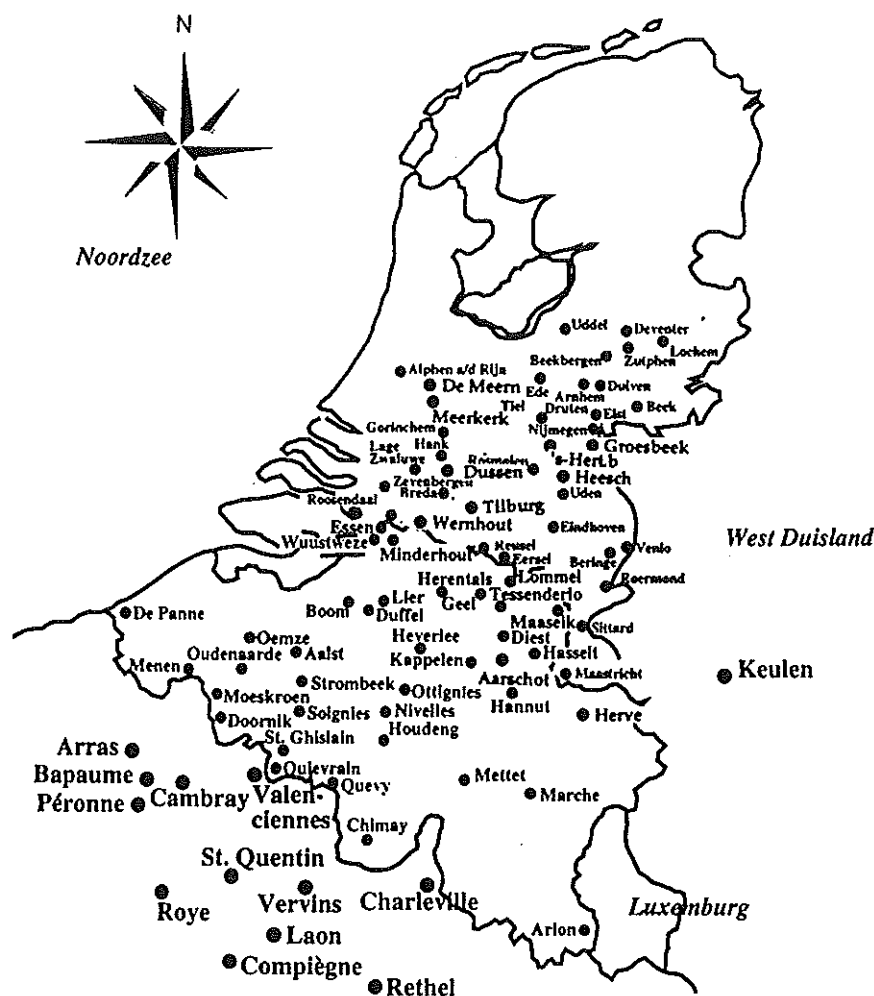 N
Noordzee
Uddel
Deventer
Lochem
Beekbergen
Zutphen
Alphen a/d Rijn
De Meern
Ede
Arnhem
Duiven
Meerkerk
Tiel
Druten
Elst
Beek
Gorinchem
Nijmegen
Groesbeek
Lage
Zwaluwe
Hank
Dussen
's-Hert.b
Heesch
Zevenbergen
Breda
Uden
Roosendaal
Tilburg
Essen
Wernhout
Eindhoven
West Duisland
Wuustweze
Minderhout
Reusel
Eersel
Beringe
Venlo
Herentals
Lommel
Roermond
De Panne
Boom
Lier
Duffel
Geel
Tessenderlo
Maaseik
Sittard
Oemze
Heverlee
Diest
Menen
Oudenaarde
Aalst
Kappelen
Hasselt
Aarschot
Maastricht
Keulen
Moeskroen
Strombeek
Ottignies
Hannut
Doornik
Soignies
Nivelles
Herve
St. Ghislain
Houdeng
Arras
Bapaume
Quievrain
Mettet
Péronne
Cambray
Valen-
ciennes
Quevy
Marche
Chimay
St. Quentin
Roye
Vervins
Charleville
Luxemburg
Laon
Arlon
Compiègne
Rethel